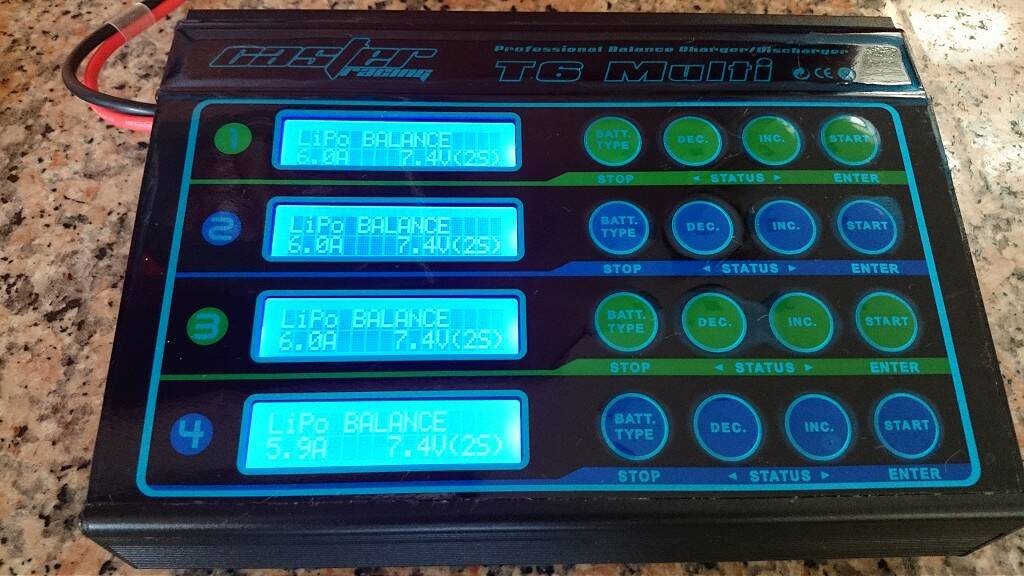 caster racing
Professional Balance Charger/Discharger
T6 Multi
CE
1
LiPo BALANCE
6.0A 7.4V(2S)
BATT. TYPE DEC. INC. START
STOP ◄ STATUS ► ENTER
2
LiPo BALANCE
6.0A 7.4V(2S)
BATT. TYPE DEC. INC. START
STOP ◄ STATUS ► ENTER
3
LiPo BALANCE
6.0A 7.4V(2S)
BATT. TYPE DEC. INC. START
STOP ◄ STATUS ► ENTER
4
LiPo BALANCE
5.9A 7.4V(2S)
BATT. TYPE DEC. INC. START
STOP ◄ STATUS ► ENTER